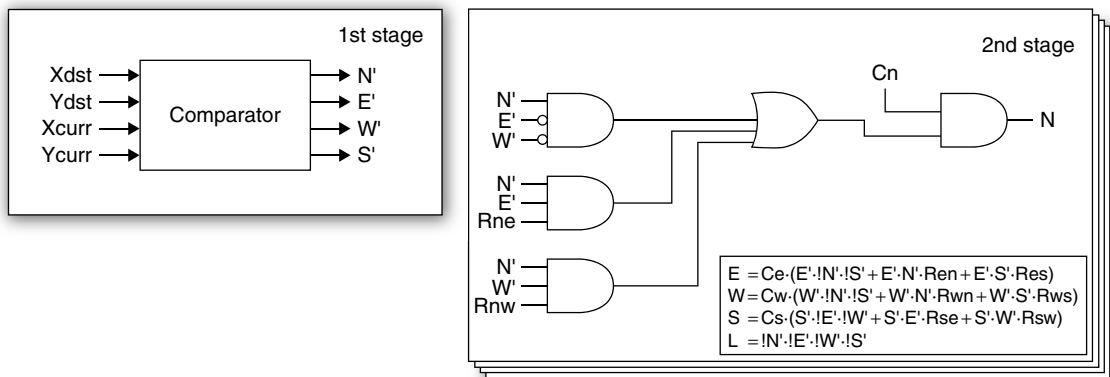 1st stage
Xdst
Ydst
Xcurr
Ycurr
Comparator
N'
E'
W'
S'
2nd stage
Cn
N'
E'
W'
N
N'
E'
Rne
N'
W'
Rnw
E = Ce·(E'·!N'·!S' + E'·N'·Ren + E'·S'·Res)
W = Cw·(W'·!N'·!S' + W'·N'·Rwn + W'·S'·Rws)
S = Cs·(S'·!E'·!W' + S'·E'·Rse + S'·W'·Rsw)
L = !N'·!E'·!W'·!S'